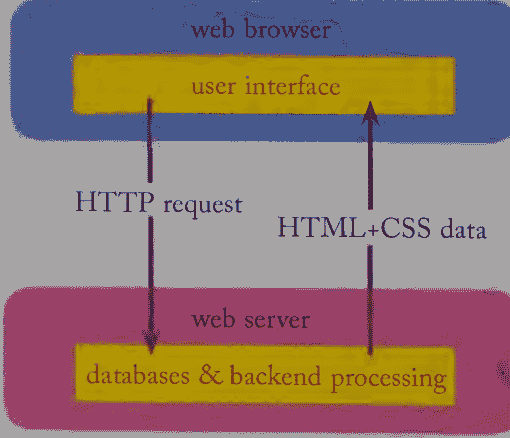 web browser
user interface
HTTP request
HTML+CSS data
web server
databases & backend processing